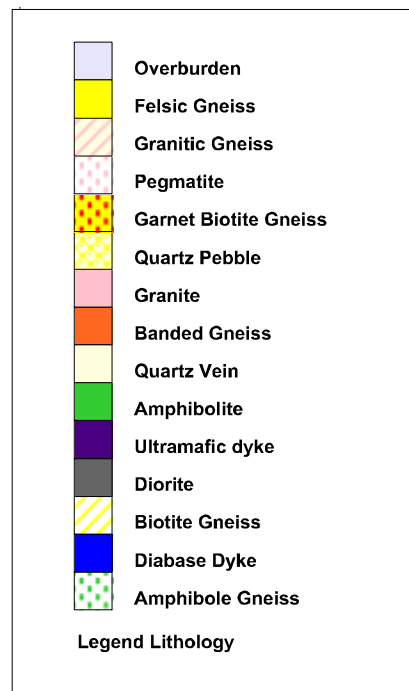 Overburden
Felsic Gneiss
Granitic Gneiss
Pegmatite
Garnet Biotite Gneiss
Quartz Pebble
Granite
Banded Gneiss
Quartz Vein
Amphibolite
Ultramafic dyke
Diorite
Biotite Gneiss
Diabase Dyke
Amphibole Gneiss
Legend Lithology